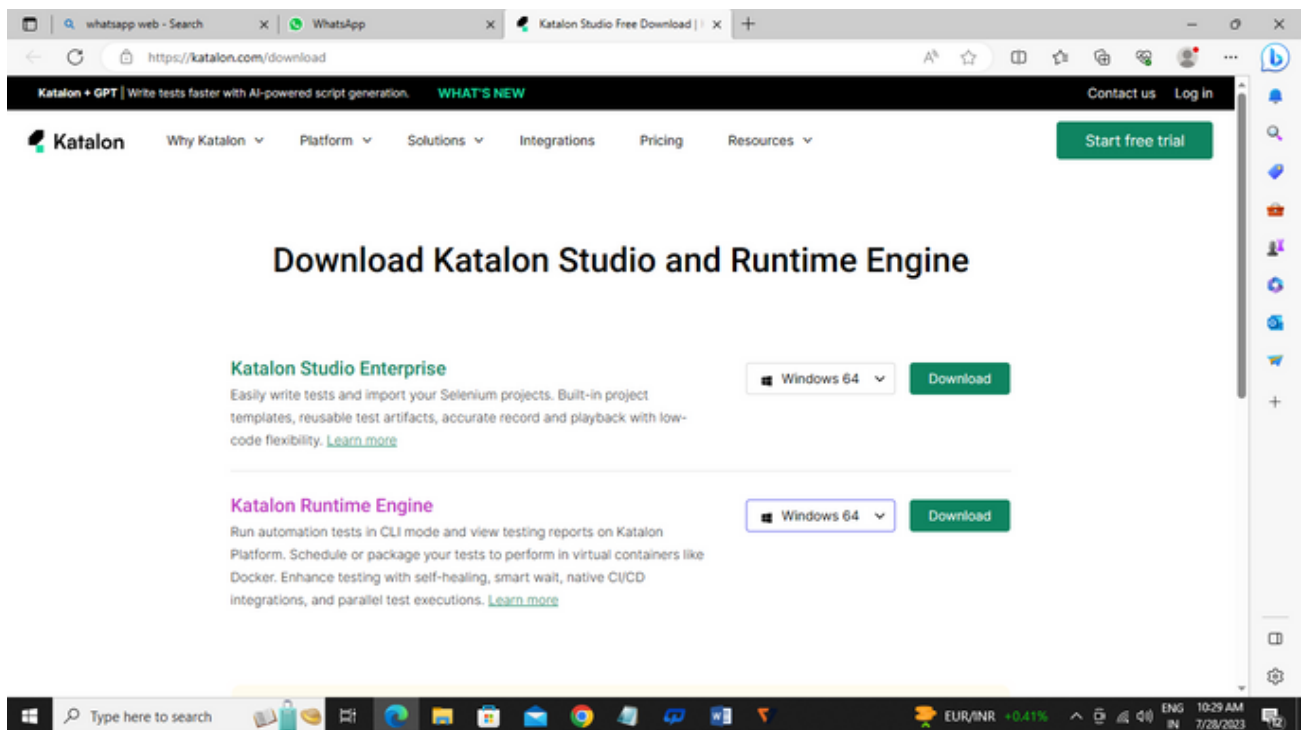 whatsapp web - Search
WhatsApp
Katalon Studio Free Download |
https://katalon.com/download
Katalon + GPT | Write tests faster with AI-powered script generation. WHAT'S NEW
Contact us Log in
Katalon
Why Katalon
Platform
Solutions
Integrations
Pricing
Resources
Start free trial
Download Katalon Studio and Runtime Engine
Katalon Studio Enterprise
Easily write tests and import your Selenium projects. Built-in project
templates, reusable test artifacts, accurate record and playback with low-
code flexibility. Learn more
Windows 64
Download
Katalon Runtime Engine
Run automation tests in CLI mode and view testing reports on Katalon
Platform. Schedule or package your tests to perform in virtual containers like
Docker. Enhance testing with self-healing, smart wait, native CI/CD
integrations, and parallel test executions. Learn more
Windows 64
Download
Type here to search
EUR/INR +0.41%
ENG
IN
10:29 AM
7/28/2023